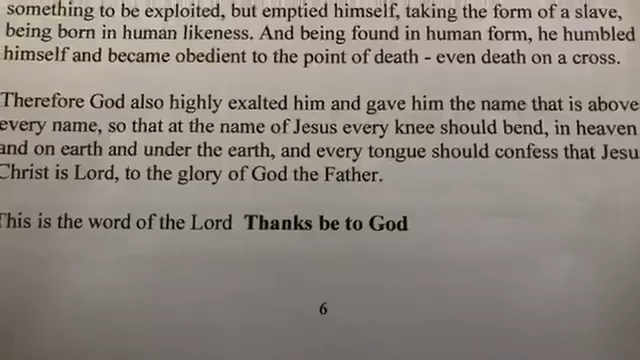 something to be exploited, but emptied himself, taking the form of a slave,
being born in human likeness. And being found in human form, he humbled
himself and became obedient to the point of death - even death on a cross.
Therefore God also highly exalted him and gave him the name that is above
every name, so that at the name of Jesus every knee should bend, in heaven
and on earth and under the earth, and every tongue should confess that Jesu
Christ is Lord, to the glory of God the Father.
This is the word of the Lord Thanks be to God
6